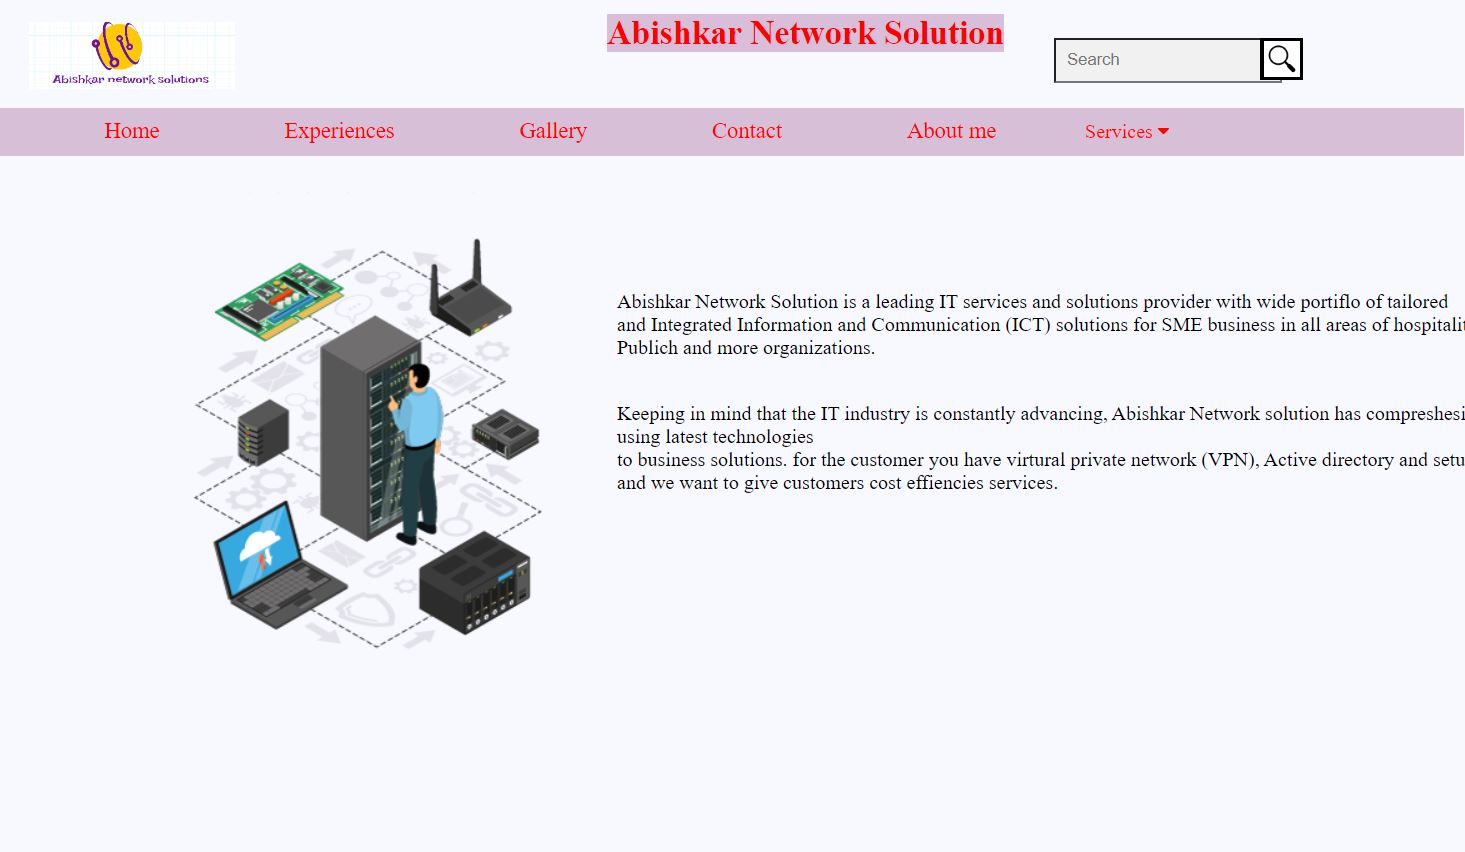 Abishkar network solutions
Abishkar Network Solution
Search
Home Experiences Gallery Contact About me Services
Abishkar Network Solution is a leading IT services and solutions provider with wide portiflo of tailored
and Integrated Information and Communication (ICT) solutions for SME business in all areas of hospitalit
Publich and more organizations.
Keeping in mind that the IT industry is constantly advancing, Abishkar Network solution has compreshesi
using latest technologies
to business solutions. for the customer you have virtural private network (VPN), Active directory and setu
and we want to give customers cost effiencies services.